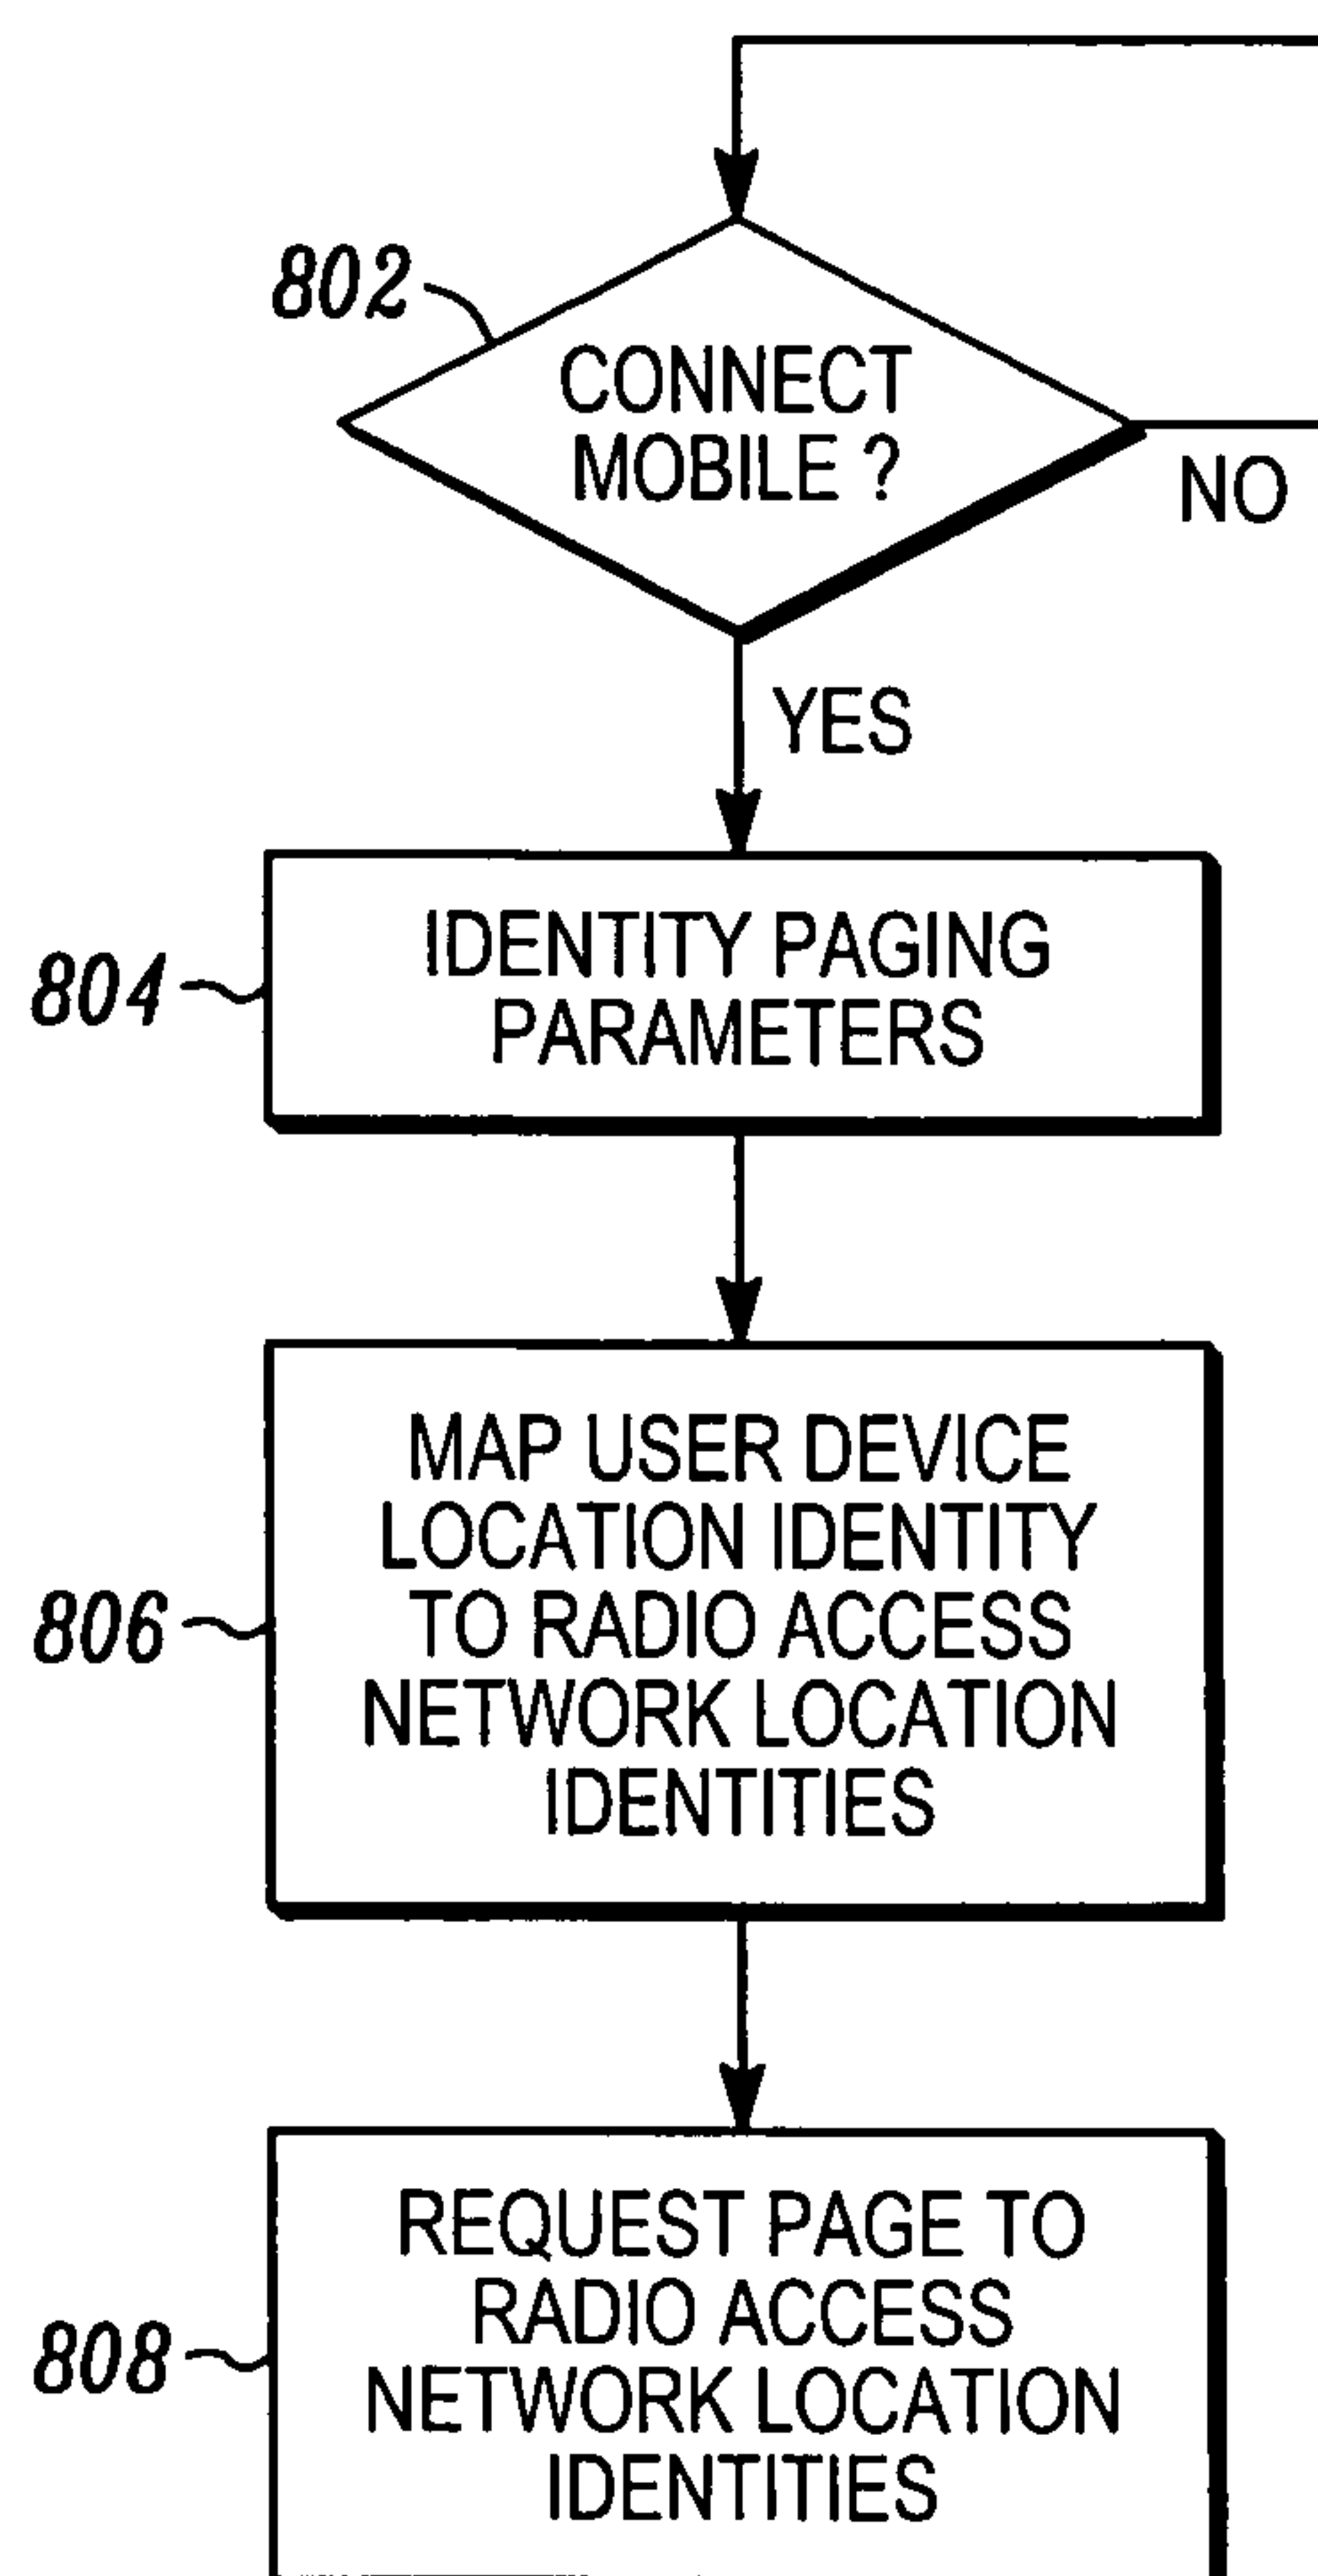 802
CONNECT
MOBILE ?
NO
YES
804
IDENTITY PAGING
PARAMETERS
806
MAP USER DEVICE
LOCATION IDENTITY
TO RADIO ACCESS
NETWORK LOCATION
IDENTITIES
808
REQUEST PAGE TO
RADIO ACCESS
NETWORK LOCATION
IDENTITIES